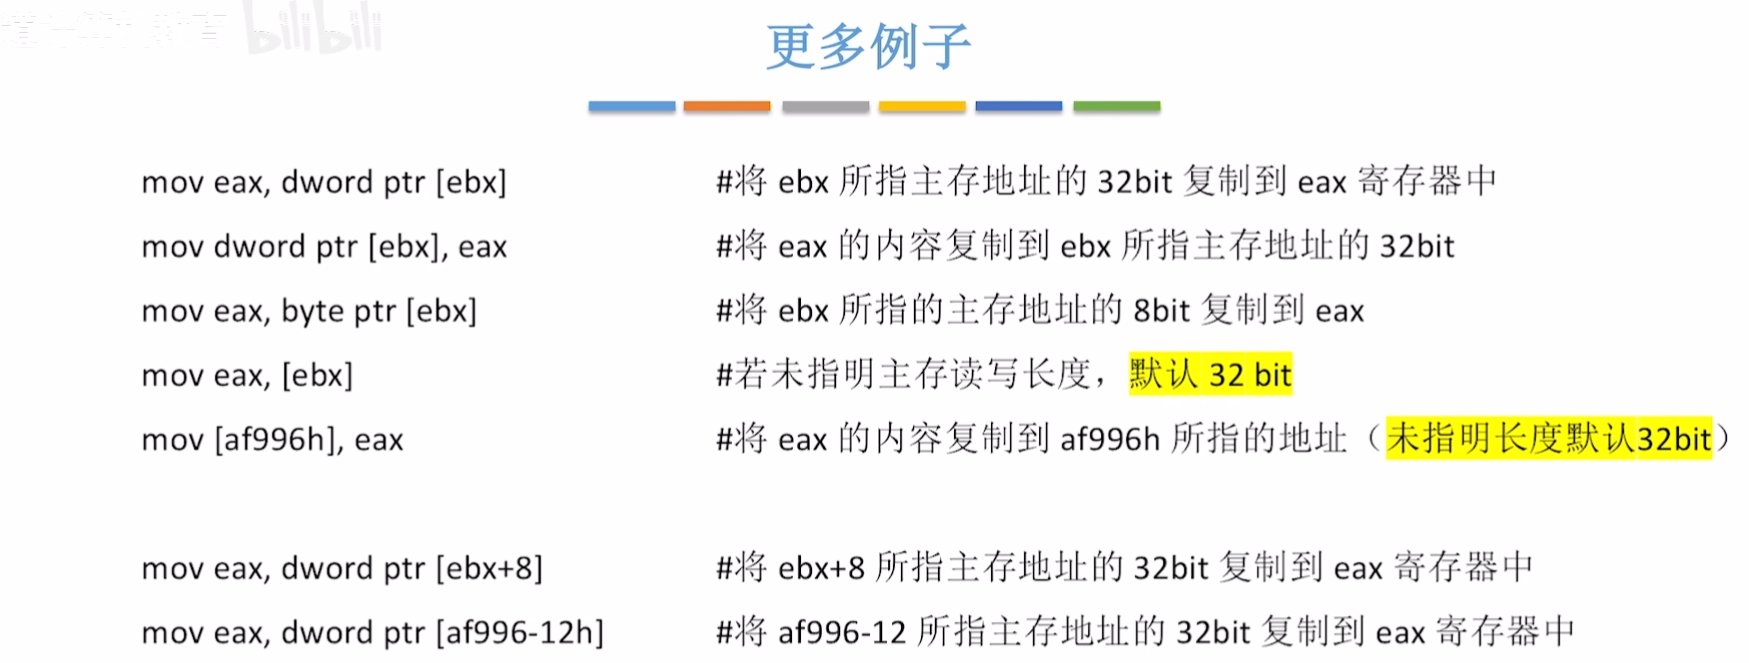 bilibili
更多例子
mov eax, dword ptr [ebx] #将 ebx 所指主存地址的 32bit 复制到 eax 寄存器中
mov dword ptr [ebx], eax #将 eax 的内容复制到 ebx 所指主存地址的 32bit
mov eax, byte ptr [ebx] #将 ebx 所指的主存地址的 8bit 复制到 eax
mov eax, [ebx] #若未指明主存读写长度，默认 32 bit
mov [af996h], eax #将 eax 的内容复制到 af996h 所指的地址（未指明长度默认32bit）
mov eax, dword ptr [ebx+8] #将 ebx+8 所指主存地址的 32bit 复制到 eax 寄存器中
mov eax, dword ptr [af996-12h] #将 af996-12 所指主存地址的 32bit 复制到 eax 寄存器中